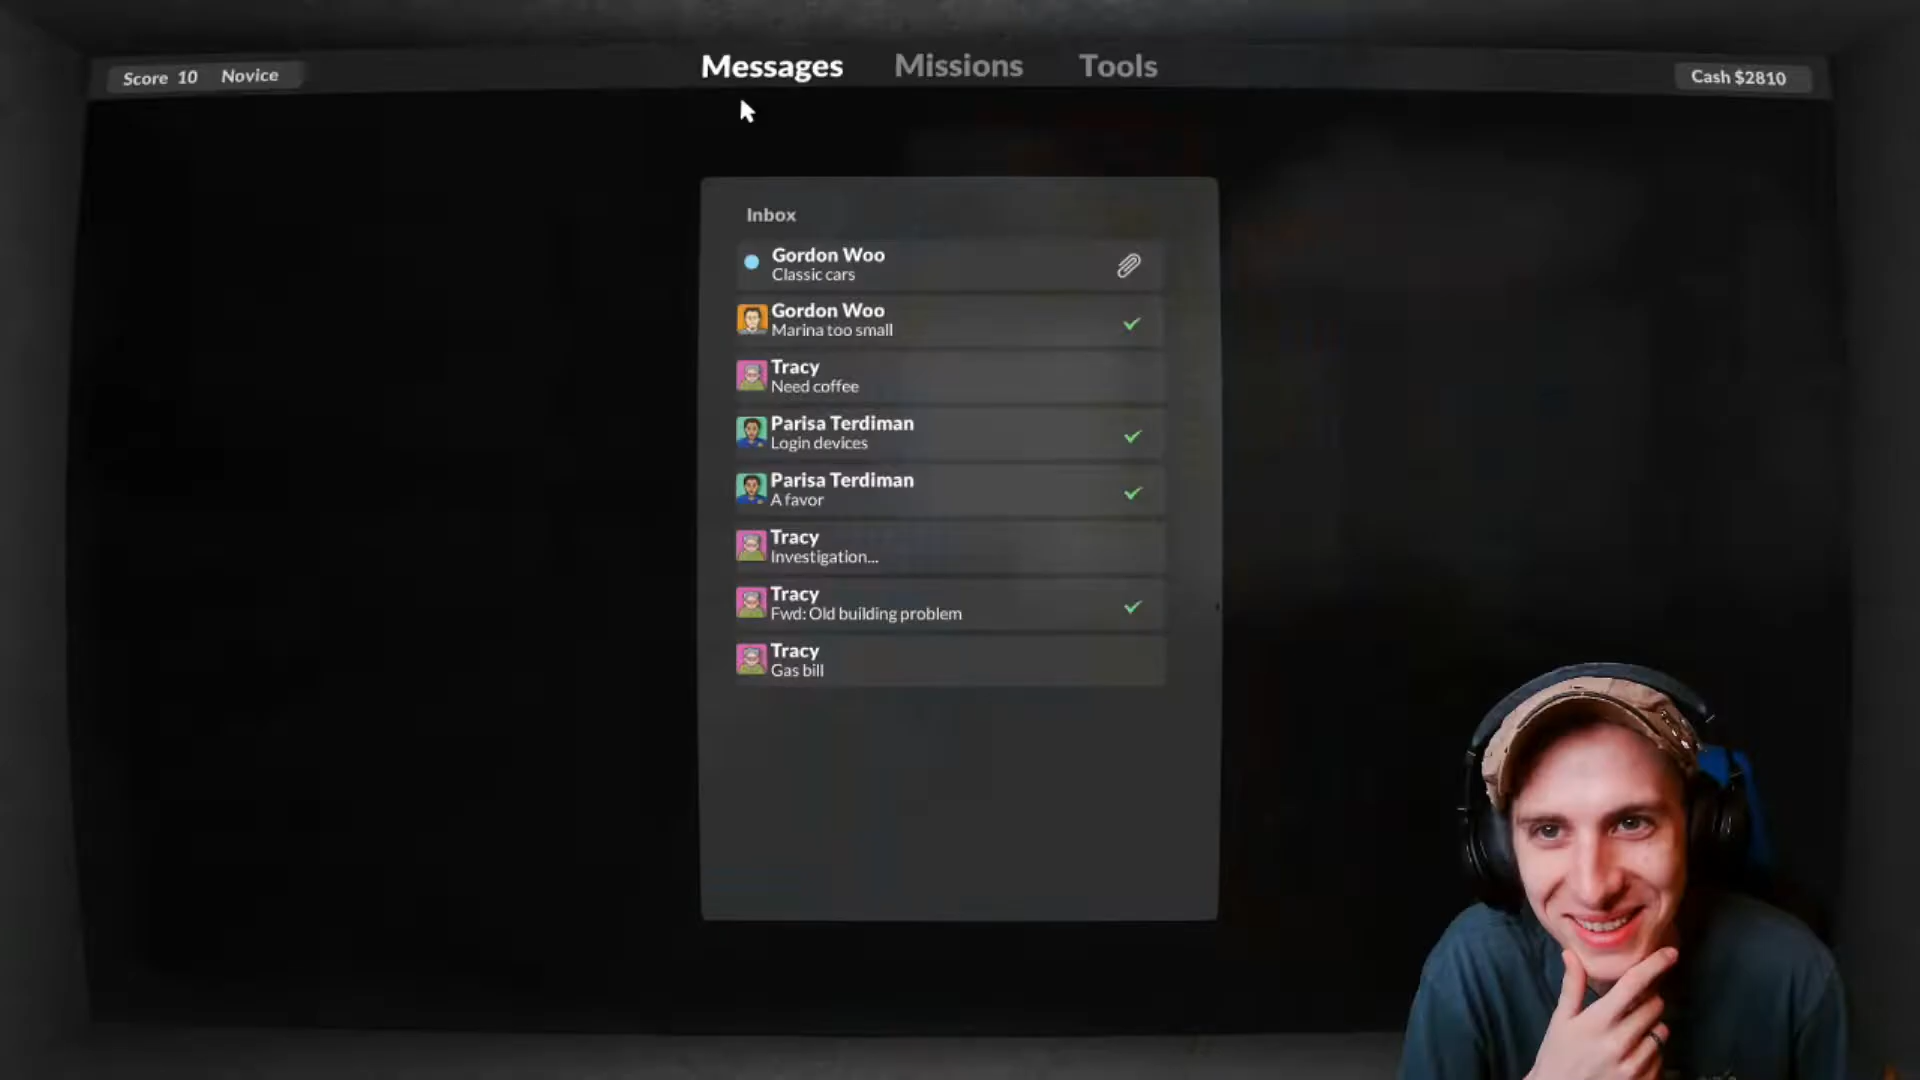 Score 10 Novice
Messages Missions Tools
Cash $2810
Inbox
Gordon Woo
Classic cars
Gordon Woo
Marina too small
Tracy
Need coffee
Parisa Terdiman
Login devices
Parisa Terdiman
A favor
Tracy
Investigation...
Tracy
Fwd: Old building problem
Tracy
Gas bill